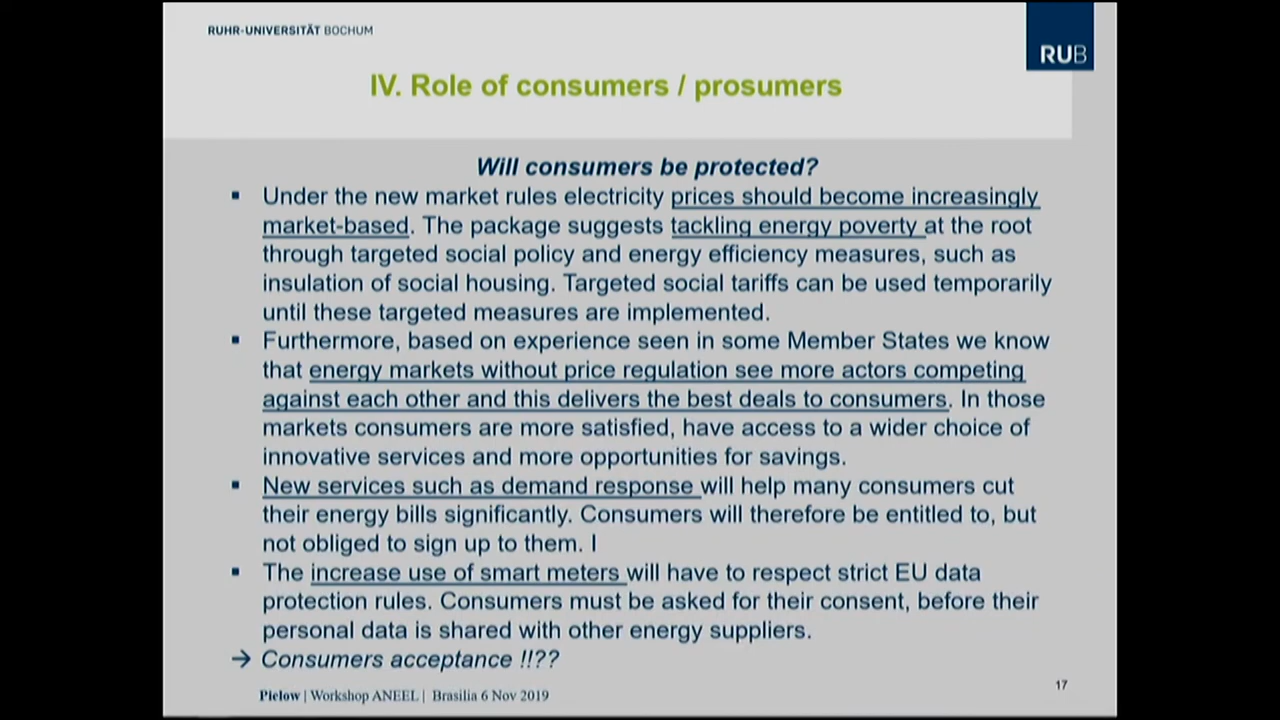 RUHR-UNIVERSITÄT BOCHUM
RUB
IV. Role of consumers / prosumers
Will consumers be protected?
▪ Under the new market rules electricity prices should become increasingly
market-based. The package suggests tackling energy poverty at the root
through targeted social policy and energy efficiency measures, such as
insulation of social housing. Targeted social tariffs can be used temporarily
until these targeted measures are implemented.
▪ Furthermore, based on experience seen in some Member States we know
that energy markets without price regulation see more actors competing
against each other and this delivers the best deals to consumers. In those
markets consumers are more satisfied, have access to a wider choice of
innovative services and more opportunities for savings.
▪ New services such as demand response will help many consumers cut
their energy bills significantly. Consumers will therefore be entitled to, but
not obliged to sign up to them. I
▪ The increase use of smart meters will have to respect strict EU data
protection rules. Consumers must be asked for their consent, before their
personal data is shared with other energy suppliers.
→ Consumers acceptance !!??
Pielow | Workshop ANEEL | Brasilia 6 Nov 2019
17